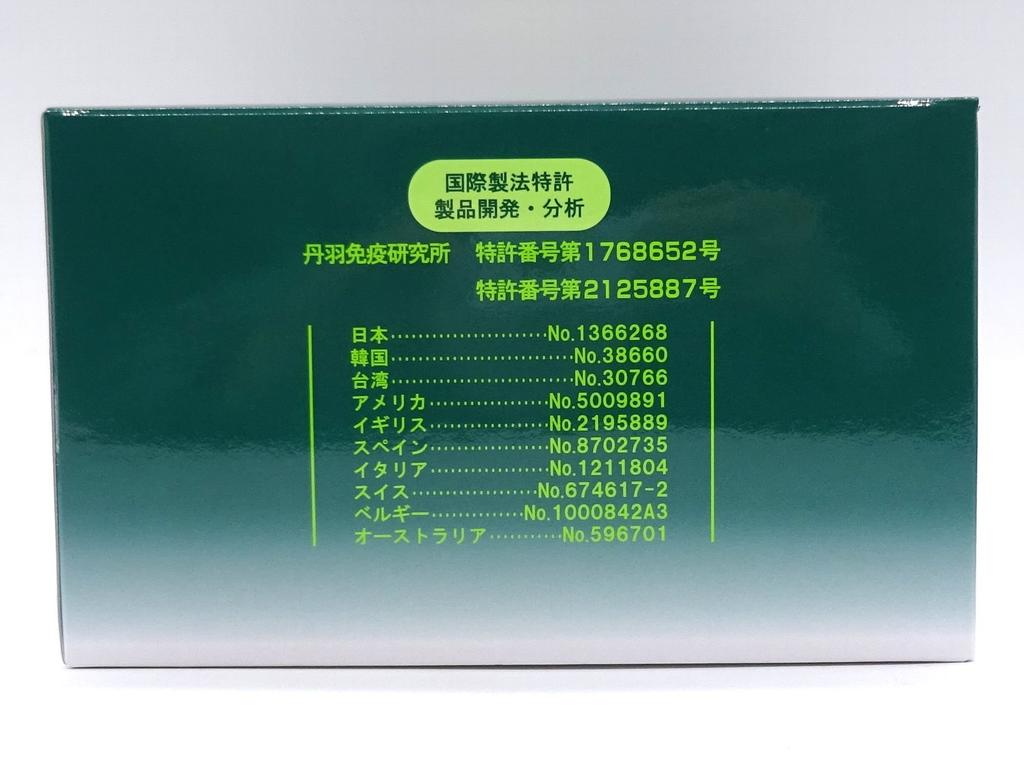 国際製法特許
製品開発・分析
丹羽免疫研究所 特許番号第1768652号
特許番号第2125887号
日本……………………No.1366268
韓国…………………………No.38660
台湾…………………………No.30766
アメリカ………………No.5009891
イギリス………………No.2195889
スペイン………………No.8702735
イタリア………………No.1211804
スイス………………No.674617-2
ベルギー……………No.1000842A3
オーストラリア…………No.596701